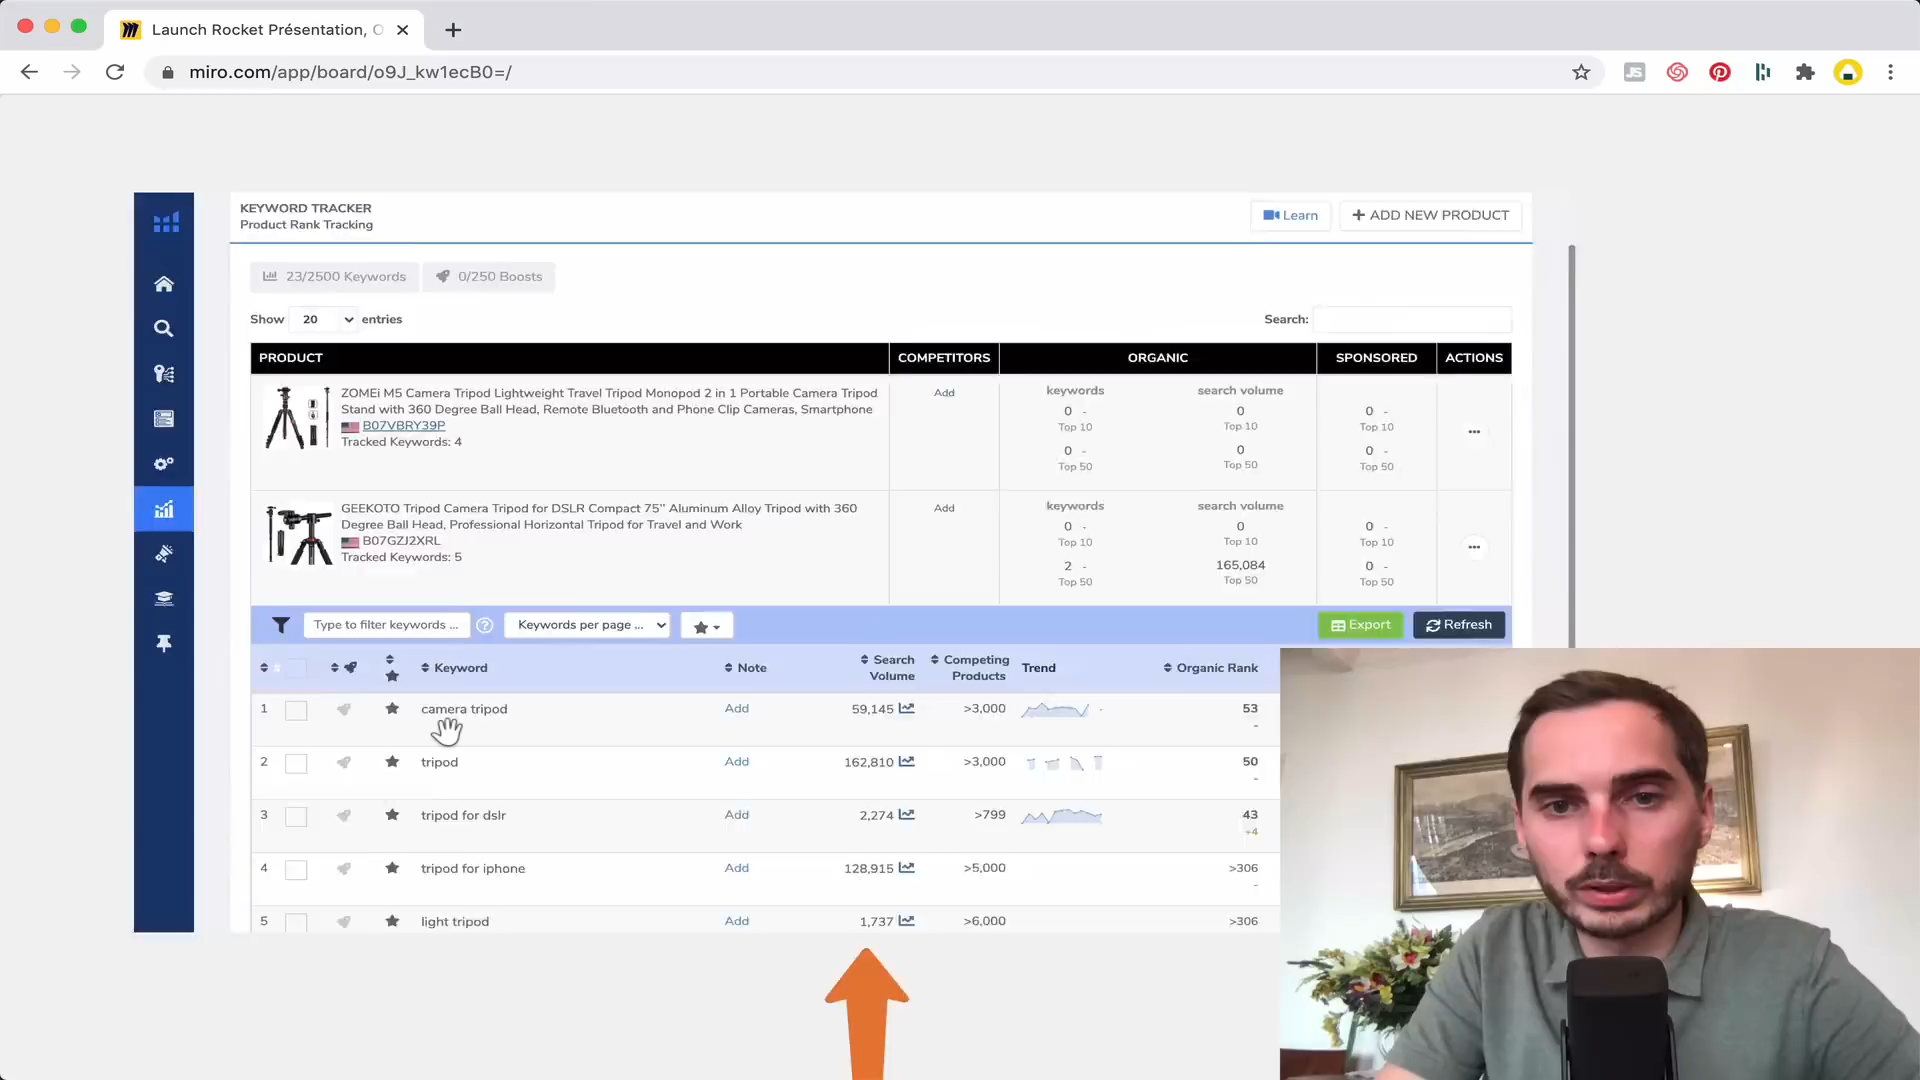 Launch Rocket Présentation, O
miro.com/app/board/o9J_kw1ecB0=/
JS
KEYWORD TRACKER
Product Rank Tracking
Learn
+ ADD NEW PRODUCT
23/2500 Keywords
0/250 Boosts
Show 20 entries
Search:
PRODUCT COMPETITORS ORGANIC SPONSORED ACTIONS
ZOMEi M5 Camera Tripod Lightweight Travel Tripod Monopod 2 in 1 Portable Camera Tripod
Stand with 360 Degree Ball Head, Remote Bluetooth and Phone Clip Cameras, Smartphone
B07VBRY39P
Tracked Keywords: 4
Add
keywords search volume
0 - 0 0 -
Top 10 Top 10 Top 10
0 - 0 0 -
Top 50 Top 50 Top 50
GEEKOTO Tripod Camera Tripod for DSLR Compact 75” Aluminum Alloy Tripod with 360
Degree Ball Head, Professional Horizontal Tripod for Travel and Work
B07GZJ2XRL
Tracked Keywords: 5
Add
keywords search volume
0 - 0 0 -
Top 10 Top 10 Top 10
2 - 165,084 0 -
Top 50 Top 50 Top 50
Type to filter keywords ... ? Keywords per page ... Export Refresh
Keyword Note Search Volume Competing Products Trend Organic Rank
1 camera tripod Add 59,145 >3,000 53
-
2 tripod Add 162,810 >3,000 50
-
3 tripod for dslr Add 2,274 >799 43
+4
4 tripod for iphone Add 128,915 >5,000 >306
-
5 light tripod Add 1,737 >6,000 >306